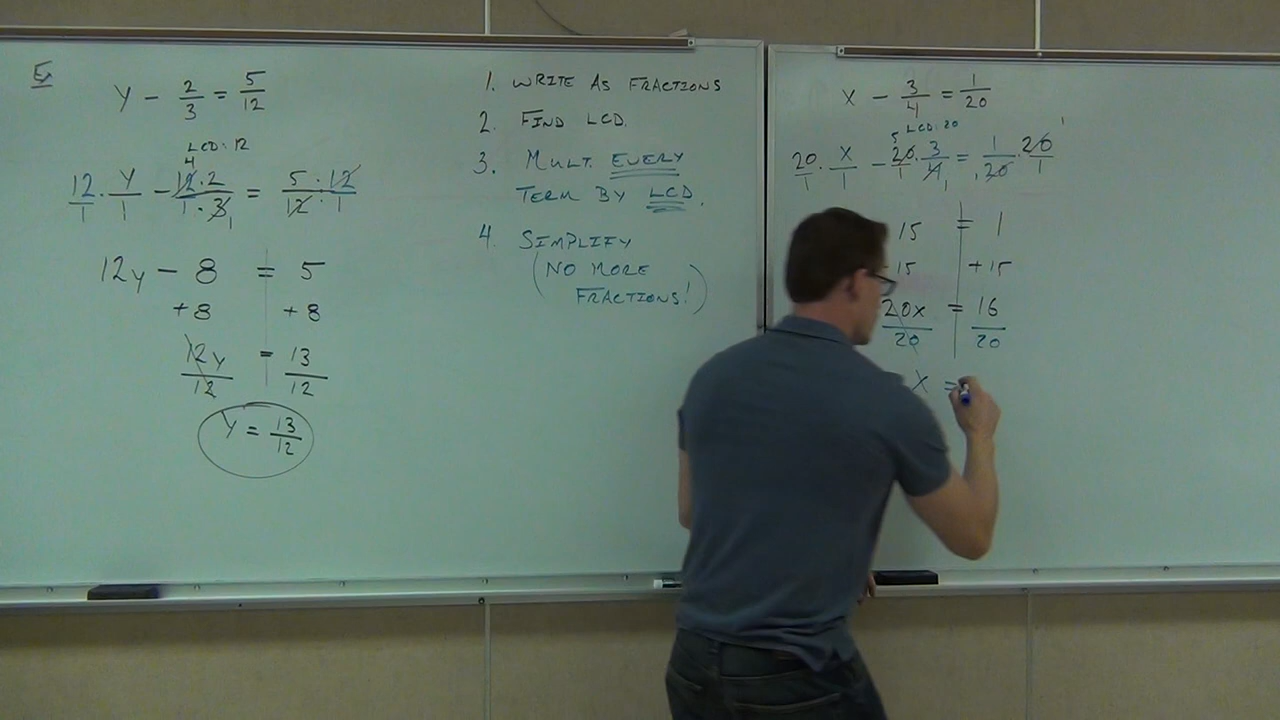 Ex
y - 2/3 = 5/12
LCD: 12
4
12/1 · y/1 - 12·2/1·3 1 = 5·12/12·1
12y - 8 = 5
+8 +8
12y/12 = 13/12
y = 13/12
1. WRITE AS FRACTIONS
2. FIND LCD.
3. MULT. EVERY
TERM BY LCD.
4. SIMPLIFY
(NO MORE
FRACTIONS!)
x - 3/4 = 1/20
LCD: 20
5 1
20/1 · x/1 - 20/1 · 3/4 1 = 1/20 1 · 20/1
15 = 1
15 +15
20x/20 = 16/20
x =